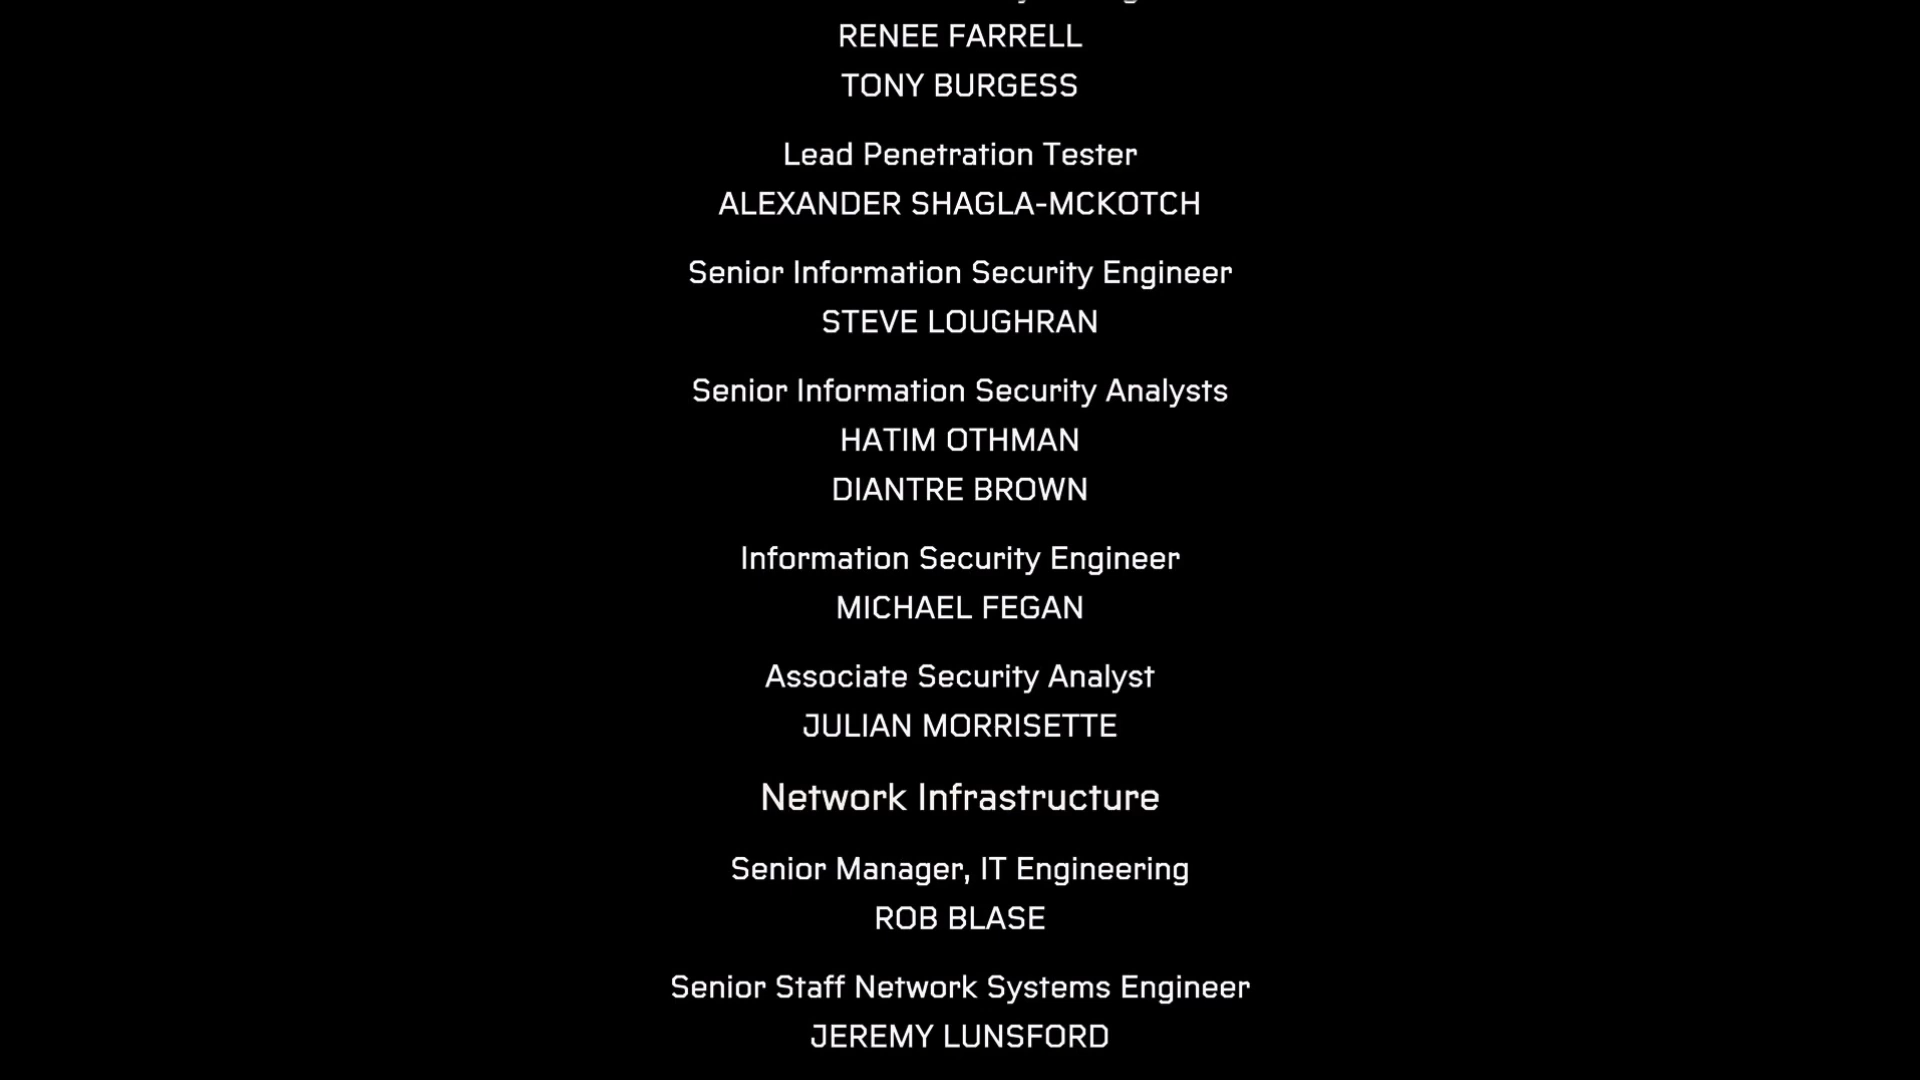 RENEE FARRELL
TONY BURGESS
Lead Penetration Tester
ALEXANDER SHAGLA-MCKOTCH
Senior Information Security Engineer
STEVE LOUGHRAN
Senior Information Security Analysts
HATIM OTHMAN
DIANTRE BROWN
Information Security Engineer
MICHAEL FEGAN
Associate Security Analyst
JULIAN MORRISETTE
Network Infrastructure
Senior Manager, IT Engineering
ROB BLASE
Senior Staff Network Systems Engineer
JEREMY LUNSFORD